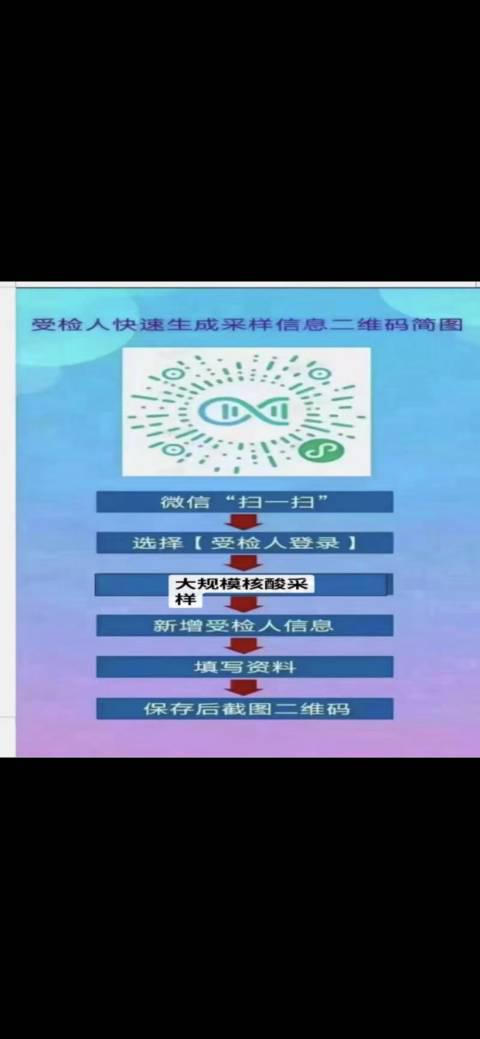 受检人快速生成采样信息二维码简图
微信“扫一扫”
选择【受检人登录】
大规模核酸采
样
新增受检人信息
填写资料
保存后截图二维码